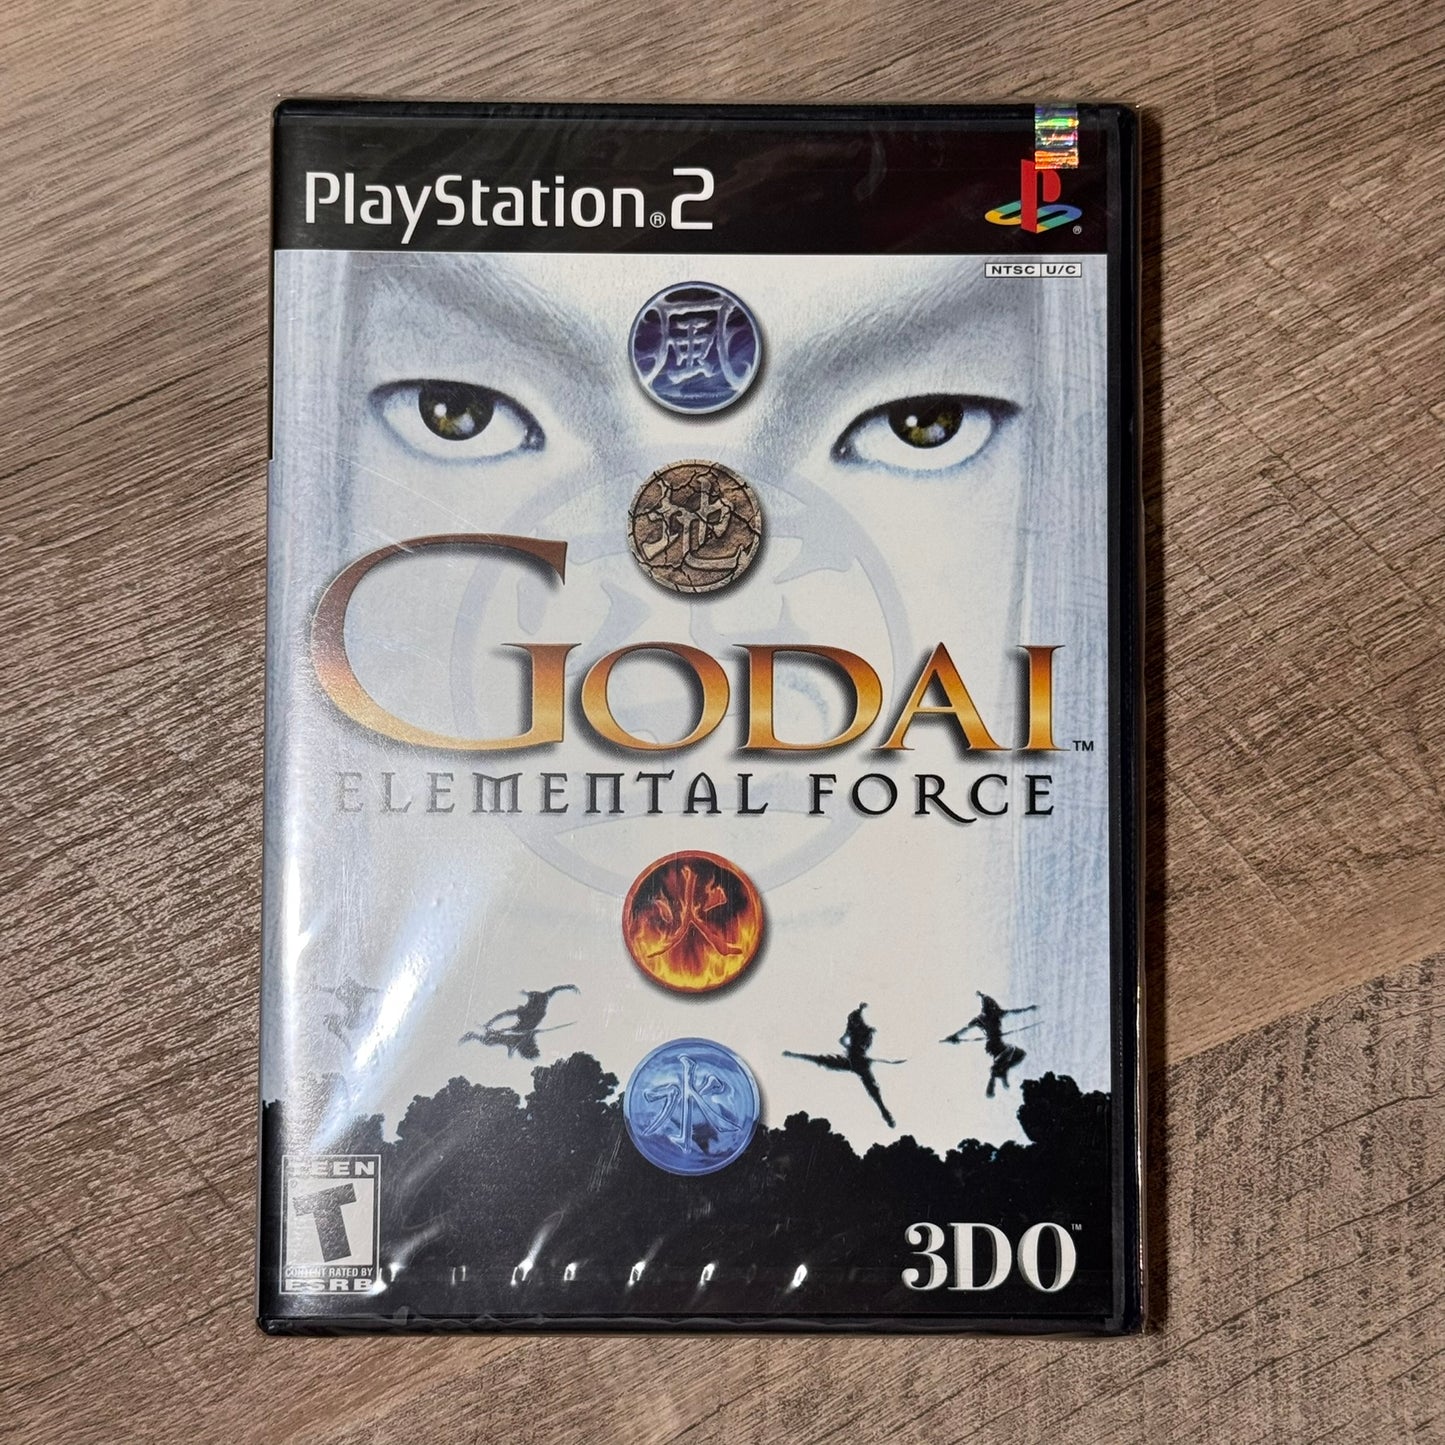 PlayStation®2
NTSC U/C
風
地
GODAI™
ELEMENTAL FORCE
火
水
TEEN
T
CONTENT RATED BY
ESRB
3DO™